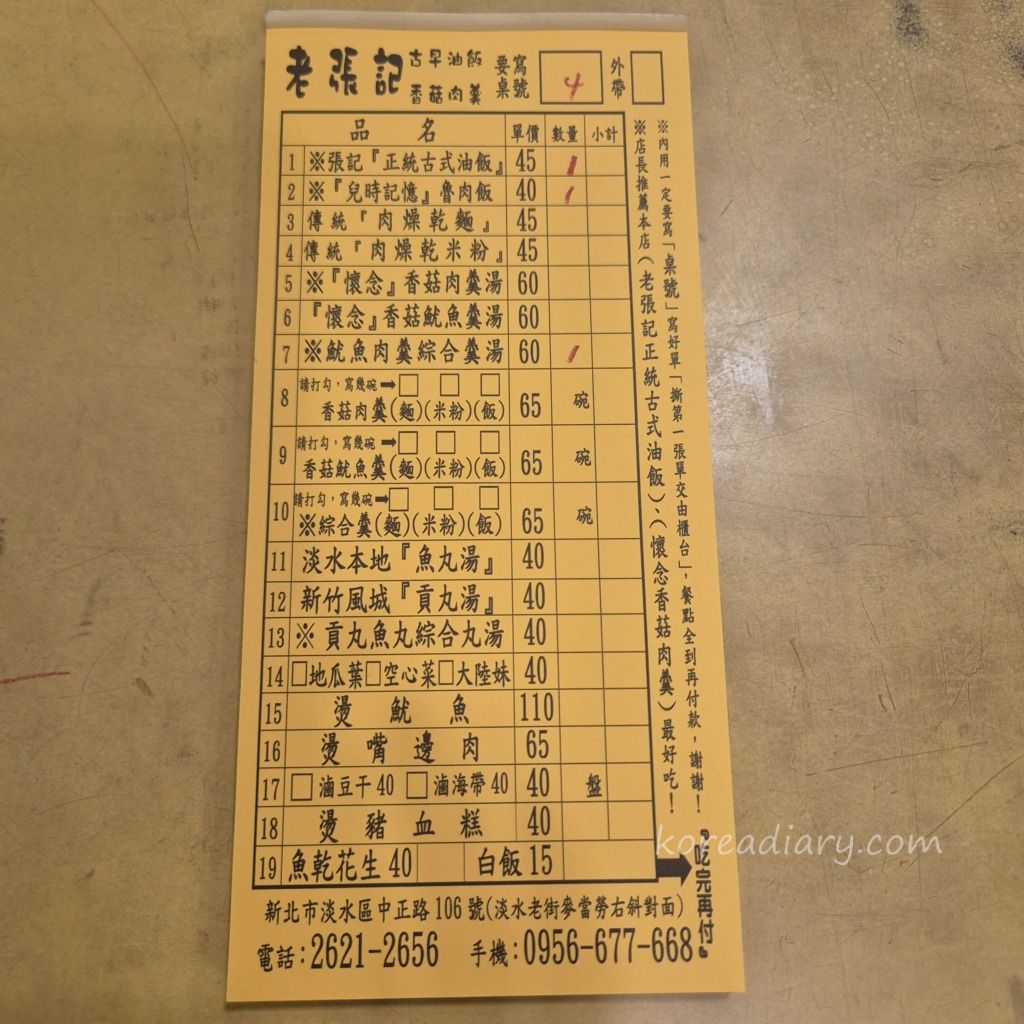 老張記 古早油飯 香菇肉羹 要寫桌號 4 外帶
品名 單價 數量 小計
1 ※張記『正統古式油飯』 45 1
2 ※『兒時記憶』魯肉飯 40 1
3 傳統『肉燥乾麵』 45
4 傳統『肉燥乾米粉』 45
5 ※『懷念』香菇肉羹湯 60
6 『懷念』香菇魷魚羹湯 60
7 ※魷魚肉羹綜合羹湯 60 1
8 請打勾，寫幾碗➡□ □ □
香菇肉羹(麵)(米粉)(飯) 65 碗
9 請打勾，寫幾碗➡□ □ □
香菇魷魚羹(麵)(米粉)(飯) 65 碗
10 請打勾，寫幾碗➡□ □ □
※綜合羹(麵)(米粉)(飯) 65 碗
11 淡水本地『魚丸湯』 40
12 新竹風城『貢丸湯』 40
13 ※貢丸魚丸綜合丸湯 40
14 □地瓜葉□空心菜□大陸妹 40
15 燙魷魚 110
16 燙嘴邊肉 65
17 □滷豆干40 □滷海帶40 40 盤
18 燙豬血糕 40
19 魚乾花生40 白飯15
※內用一定要寫「桌號」寫好單「撕第一張單交由櫃台」，餐點全到再付款，謝謝！
※店長推薦本店(老張記正統古式油飯)、(懷念香菇肉羹)最好吃！
➡『吃完再付』
新北市淡水區中正路106號(淡水老街麥當勞右斜對面)
電話:2621-2656 手機:0956-677-668
koreadiary.com